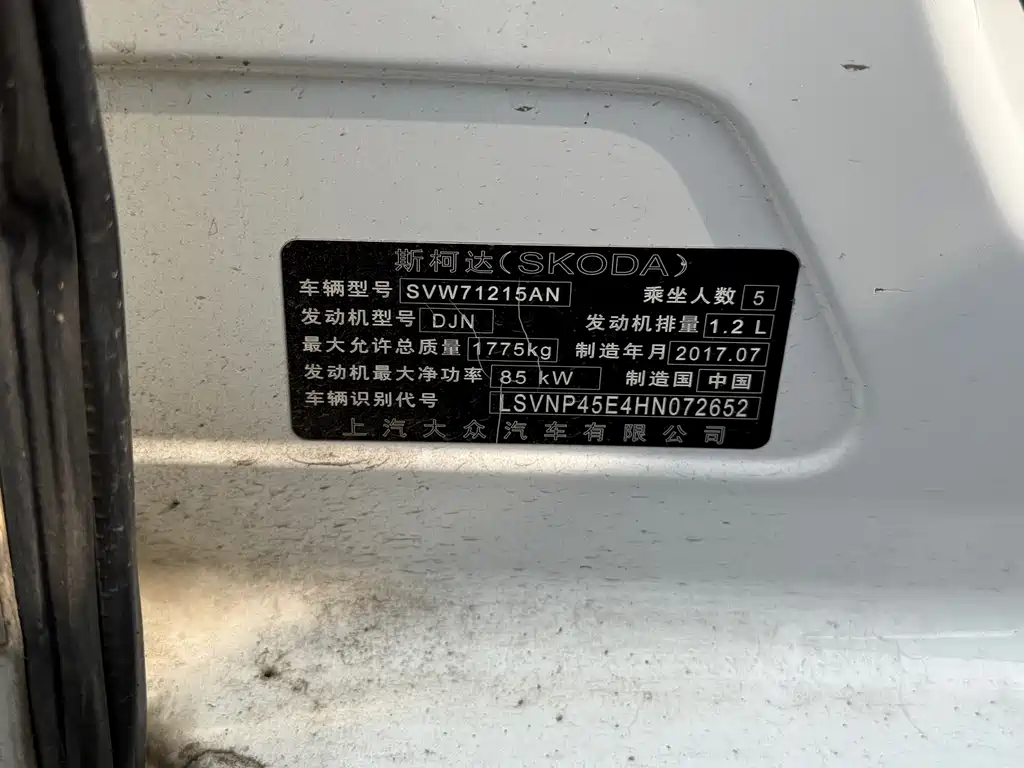 斯柯达(SKODA)
车辆型号 SVW71215AN 乘坐人数 5
发动机型号 DJN 发动机排量 1.2 L
最大允许总质量 1775kg 制造年月 2017.07
发动机最大净功率 85 kW 制造国 中国
车辆识别代号 LSVNP45E4HN072652
上汽大众汽车有限公司